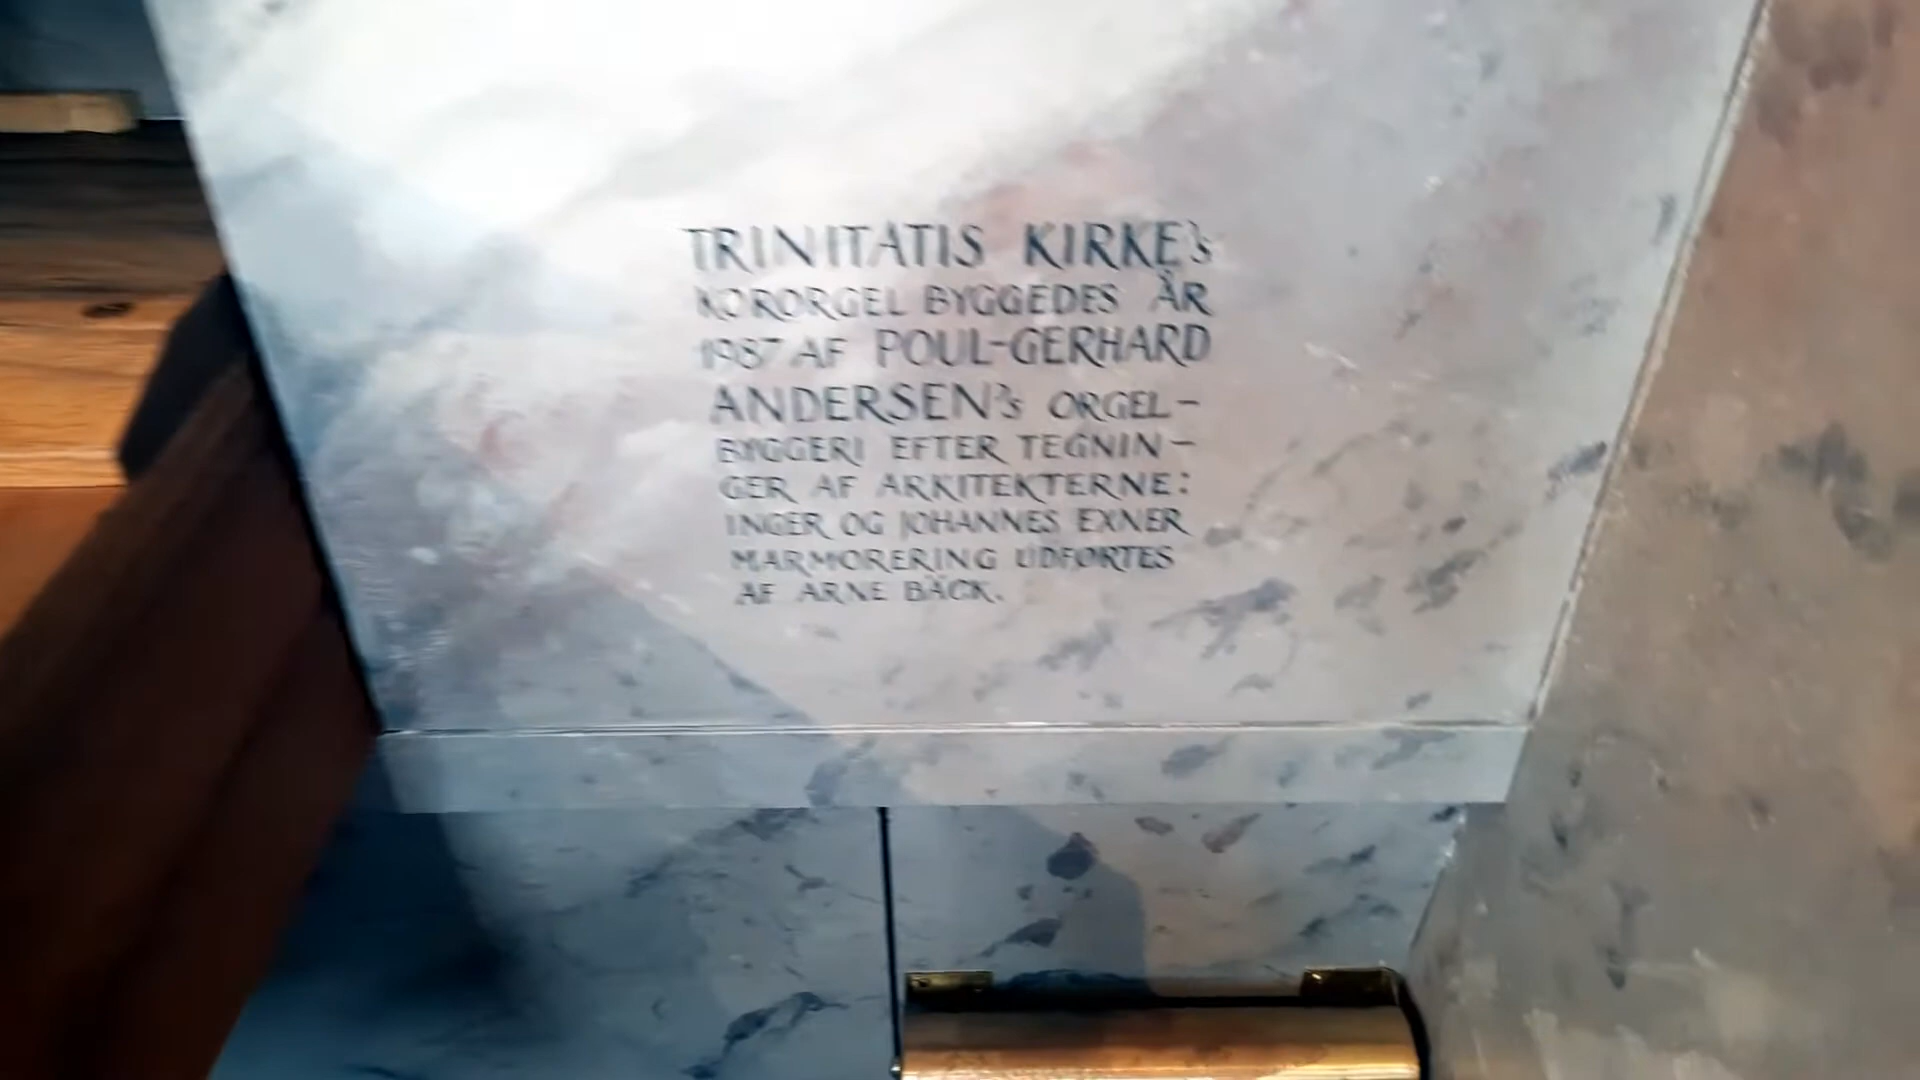 TRINITATIS KIRKE's
KORORGEL BYGGEDES ÅR
1987 AF POUL-GERHARD
ANDERSEN's ORGEL-
BYGGERI EFTER TEGNIN-
GER AF ARKITEKTERNE:
INGER OG JOHANNES EXNER
MARMORERING UDFØRTES
AF ARNE BÄCK.